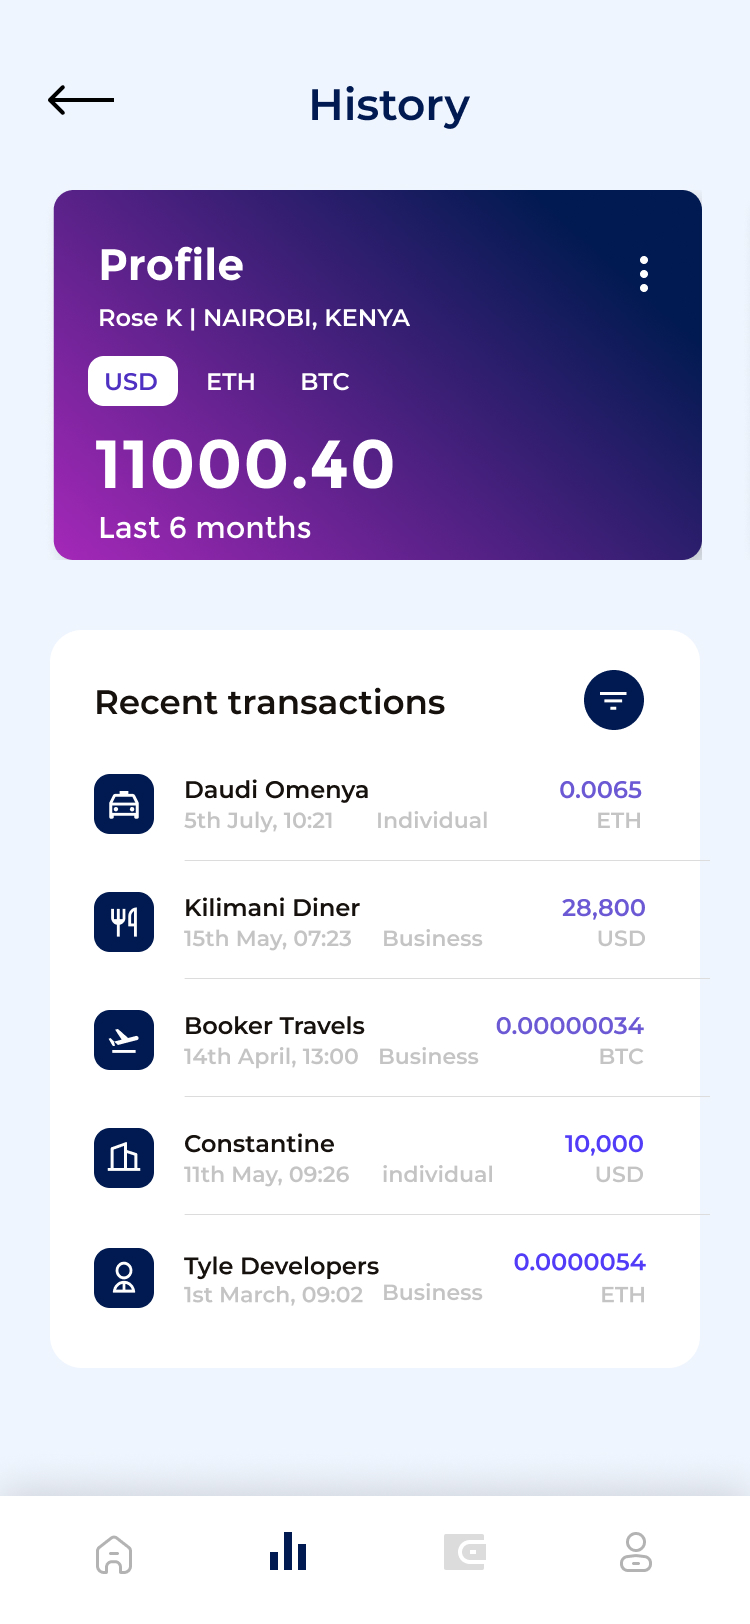 History
Profile
Rose K | NAIROBI, KENYA
USD ETH BTC
11000.40
Last 6 months
Recent transactions
Daudi Omenya 0.0065
5th July, 10:21 Individual ETH
Kilimani Diner 28,800
15th May, 07:23 Business USD
Booker Travels 0.00000034
14th April, 13:00 Business BTC
Constantine 10,000
11th May, 09:26 individual USD
Tyle Developers 0.0000054
1st March, 09:02 Business ETH